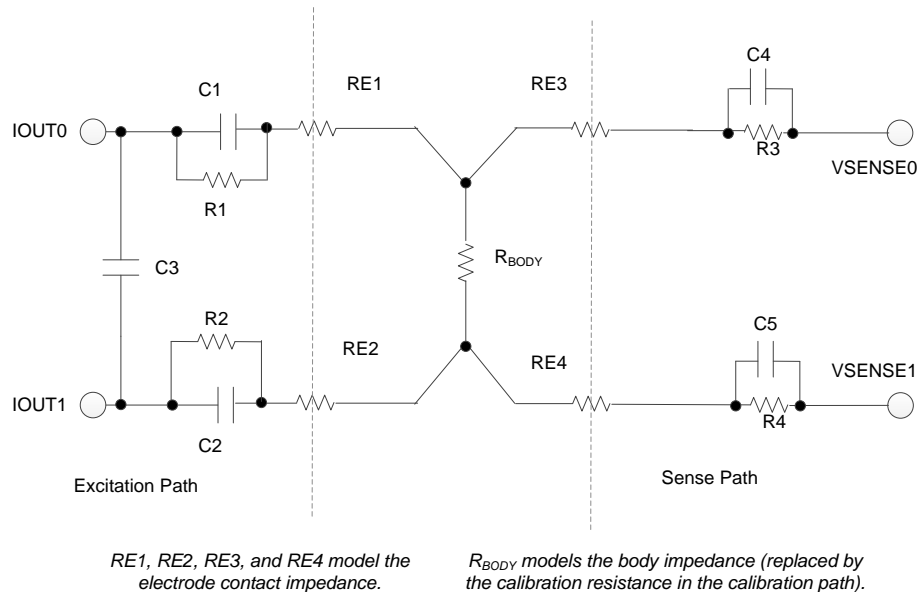 C1
RE1
RE3
C4
IOUT0
R1
R3
VSENSE0
C3
R_BODY
R2
RE2
RE4
C5
VSENSE1
IOUT1
C2
R4
Excitation Path
Sense Path
RE1, RE2, RE3, and RE4 model the
electrode contact impedance.
R_BODY models the body impedance (replaced by
the calibration resistance in the calibration path).